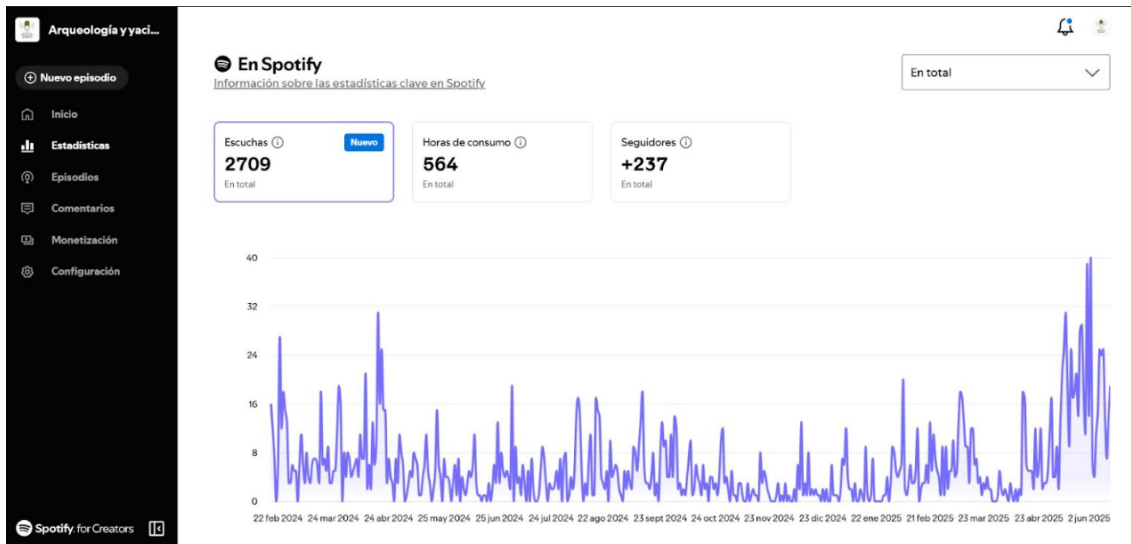 Arqueología y yaci...
Nuevo episodio
Inicio
Estadísticas
Episodios
Comentarios
Monetización
Configuración
Spotify for Creators
En Spotify
Información sobre las estadísticas clave en Spotify
En total
Escuchas
Nuevo
2709
En total
Horas de consumo
564
En total
Seguidores
+237
En total
40
32
24
16
8
0
22 feb 2024 24 mar 2024 24 abr 2024 25 may 2024 25 jun 2024 24 jul 2024 22 ago 2024 23 sept 2024 24 oct 2024 23 nov 2024 23 dic 2024 22 ene 2025 21 feb 2025 23 mar 2025 23 abr 2025 2 jun 2025